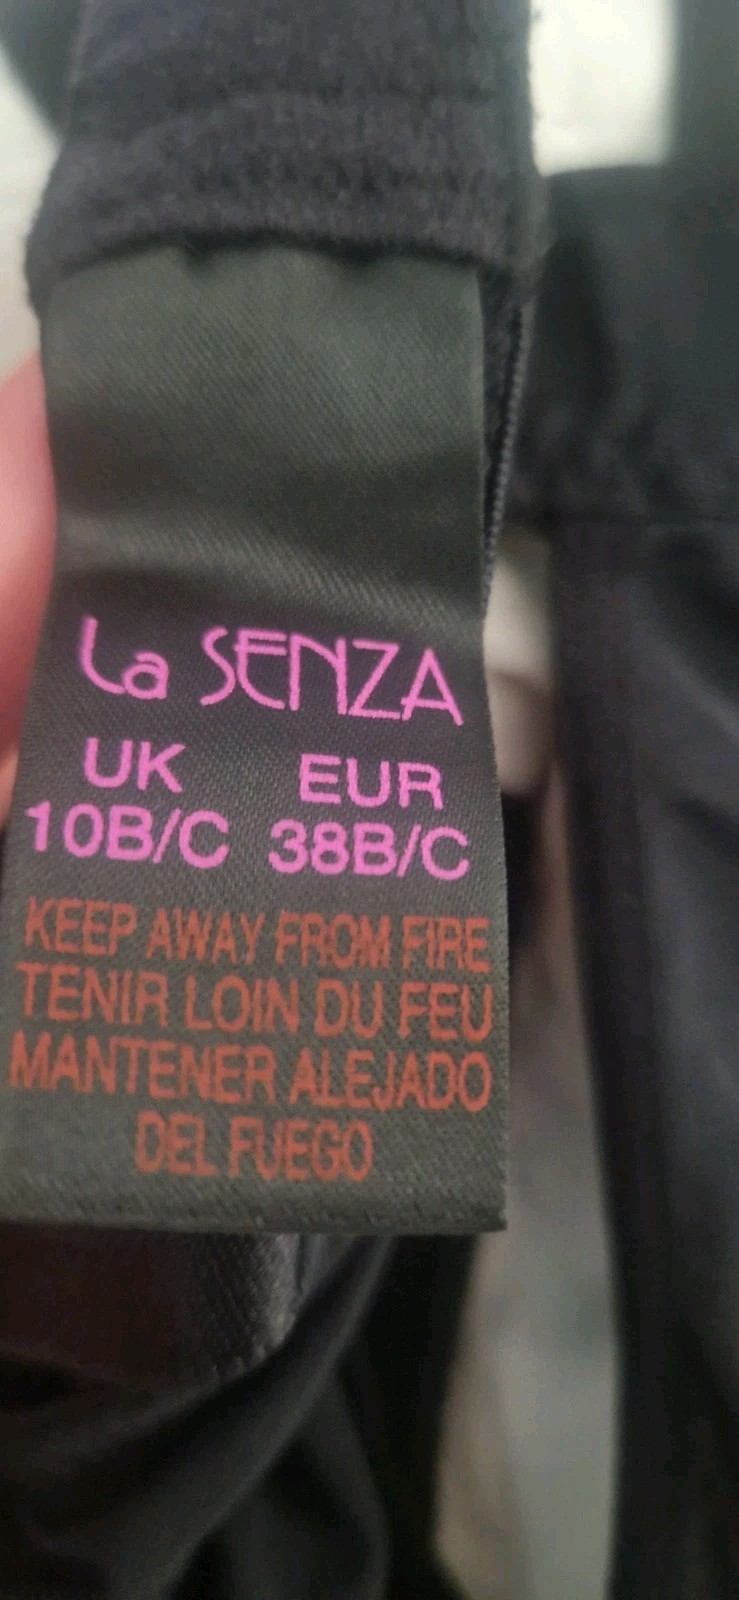 La SENZA
UK EUR
10B/C 38B/C
KEEP AWAY FROM FIRE
TENIR LOIN DU FEU
MANTENER ALEJADO
DEL FUEGO